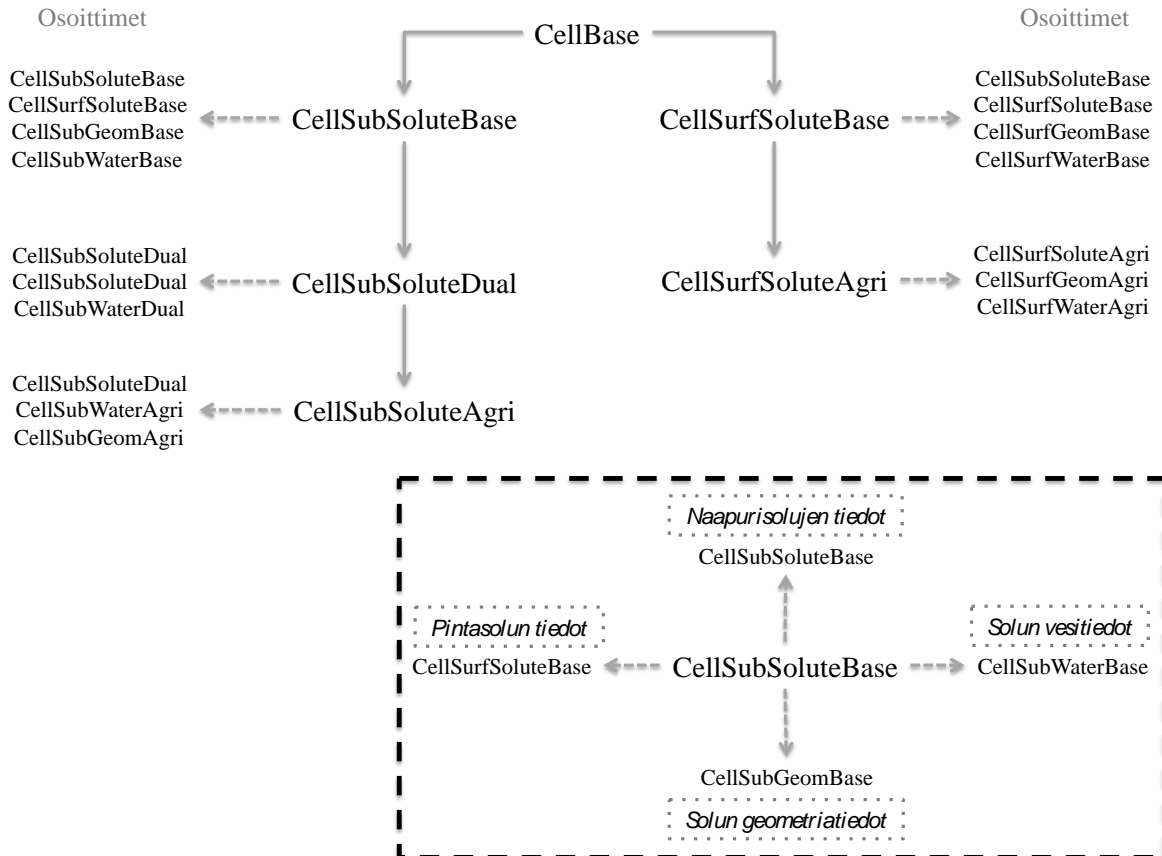 Osoittimet
Osoittimet
CellBase
CellSubSoluteBase
CellSurfSoluteBase
CellSubGeomBase
CellSubWaterBase
CellSubSoluteBase
CellSurfSoluteBase
CellSubSoluteBase
CellSurfSoluteBase
CellSurfGeomBase
CellSurfWaterBase
CellSubSoluteDual
CellSubSoluteDual
CellSubWaterDual
CellSubSoluteDual
CellSurfSoluteAgri
CellSurfSoluteAgri
CellSurfGeomAgri
CellSurfWaterAgri
CellSubSoluteDual
CellSubWaterAgri
CellSubGeomAgri
CellSubSoluteAgri
Naapurisolujen tiedot
CellSubSoluteBase
Pintasolun tiedot
CellSurfSoluteBase
CellSubSoluteBase
Solun vesitiedot
CellSubWaterBase
CellSubGeomBase
Solun geometriatiedot